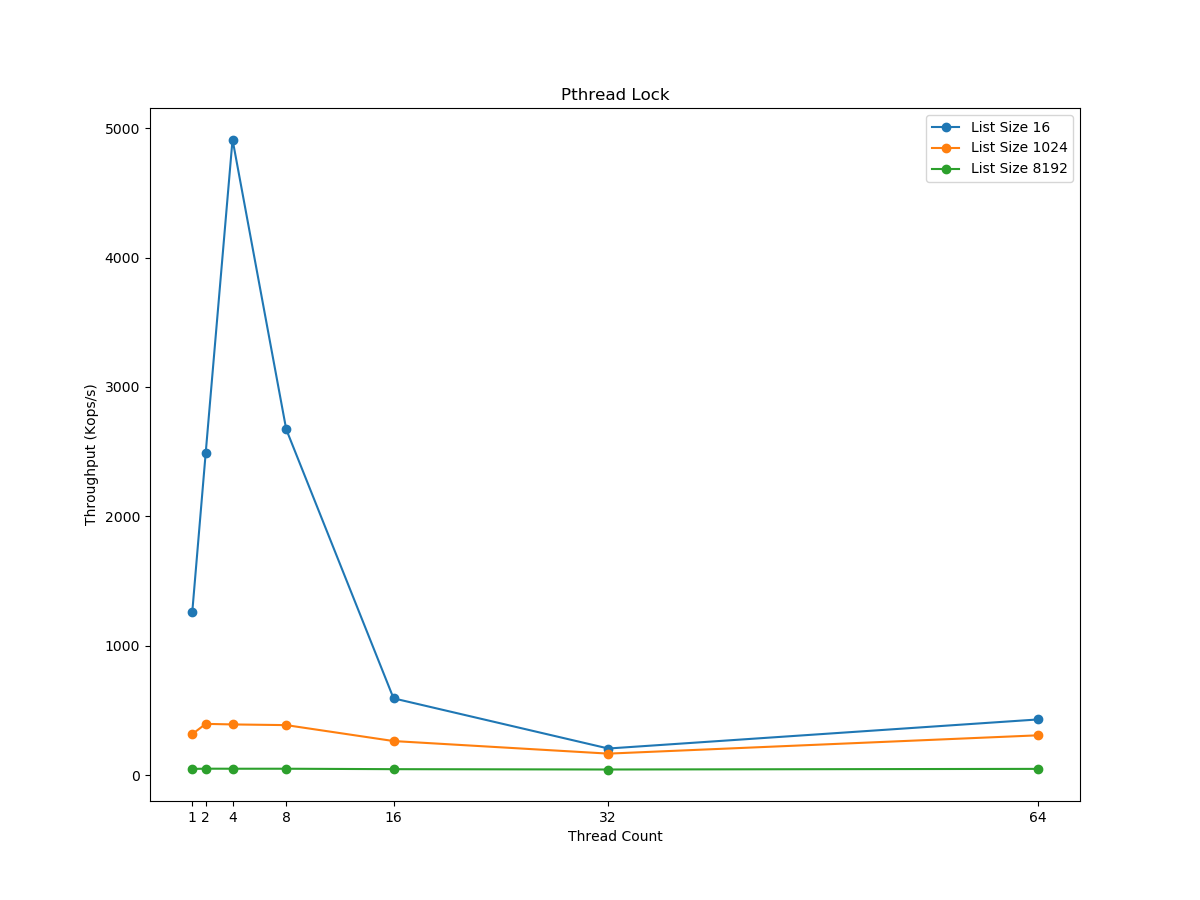 Pthread Lock
List Size 16
List Size 1024
List Size 8192
Throughput (Kops/s)
5000
4000
3000
2000
1000
0
1 2 4 8 16 32 64
Thread Count